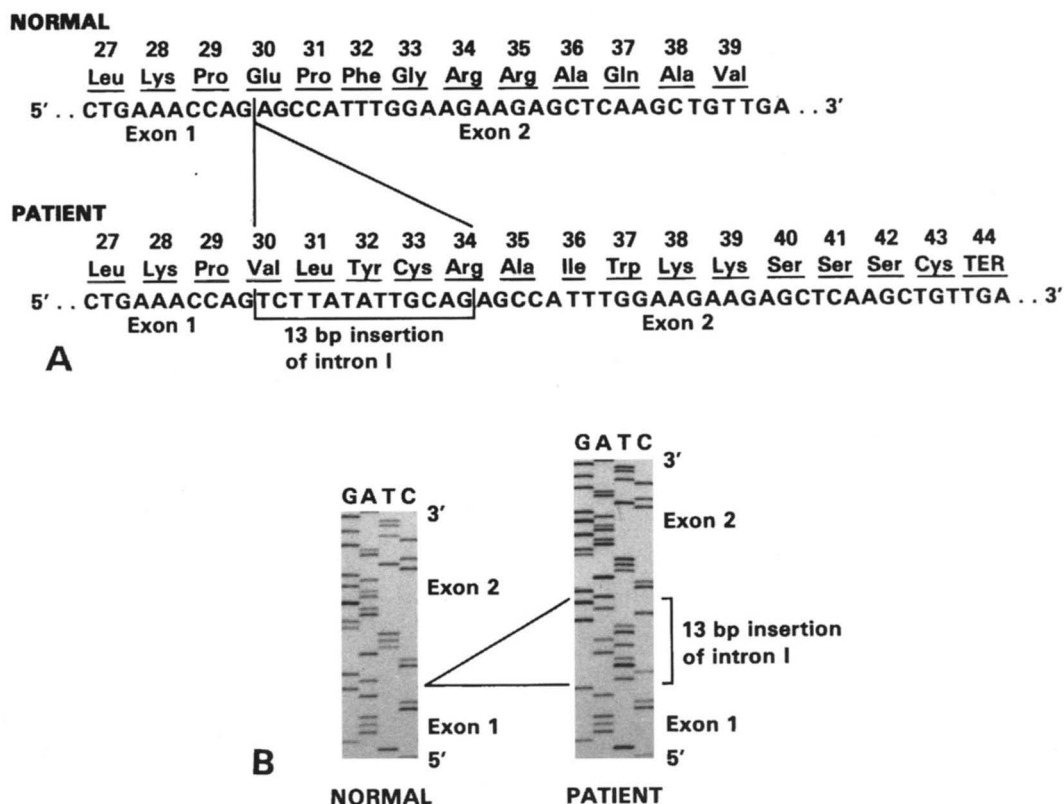 NORMAL
27 28 29 30 31 32 33 34 35 36 37 38 39
Leu Lys Pro Glu Pro Phe Gly Arg Arg Ala Gln Ala Val
5′ . . CTGAAACCAGAGCCATTTGGAAGAAGAGCTCAAGCTGTTGA . . 3′
Exon 1 Exon 2
PATIENT
27 28 29 30 31 32 33 34 35 36 37 38 39 40 41 42 43 44
Leu Lys Pro Val Leu Tyr Cys Arg Ala Ile Trp Lys Lys Ser Ser Ser Cys TER
5′ . . CTGAAACCAGTCTTATATTGCAGAGCCATTTGGAAGAAGAGCTCAAGCTGTTGA . . 3′
Exon 1 Exon 2
13 bp insertion
of intron I
A
GATC
3′
Exon 2
Exon 1
5′
NORMAL
GATC
3′
Exon 2
13 bp insertion
of intron I
Exon 1
5′
PATIENT
B